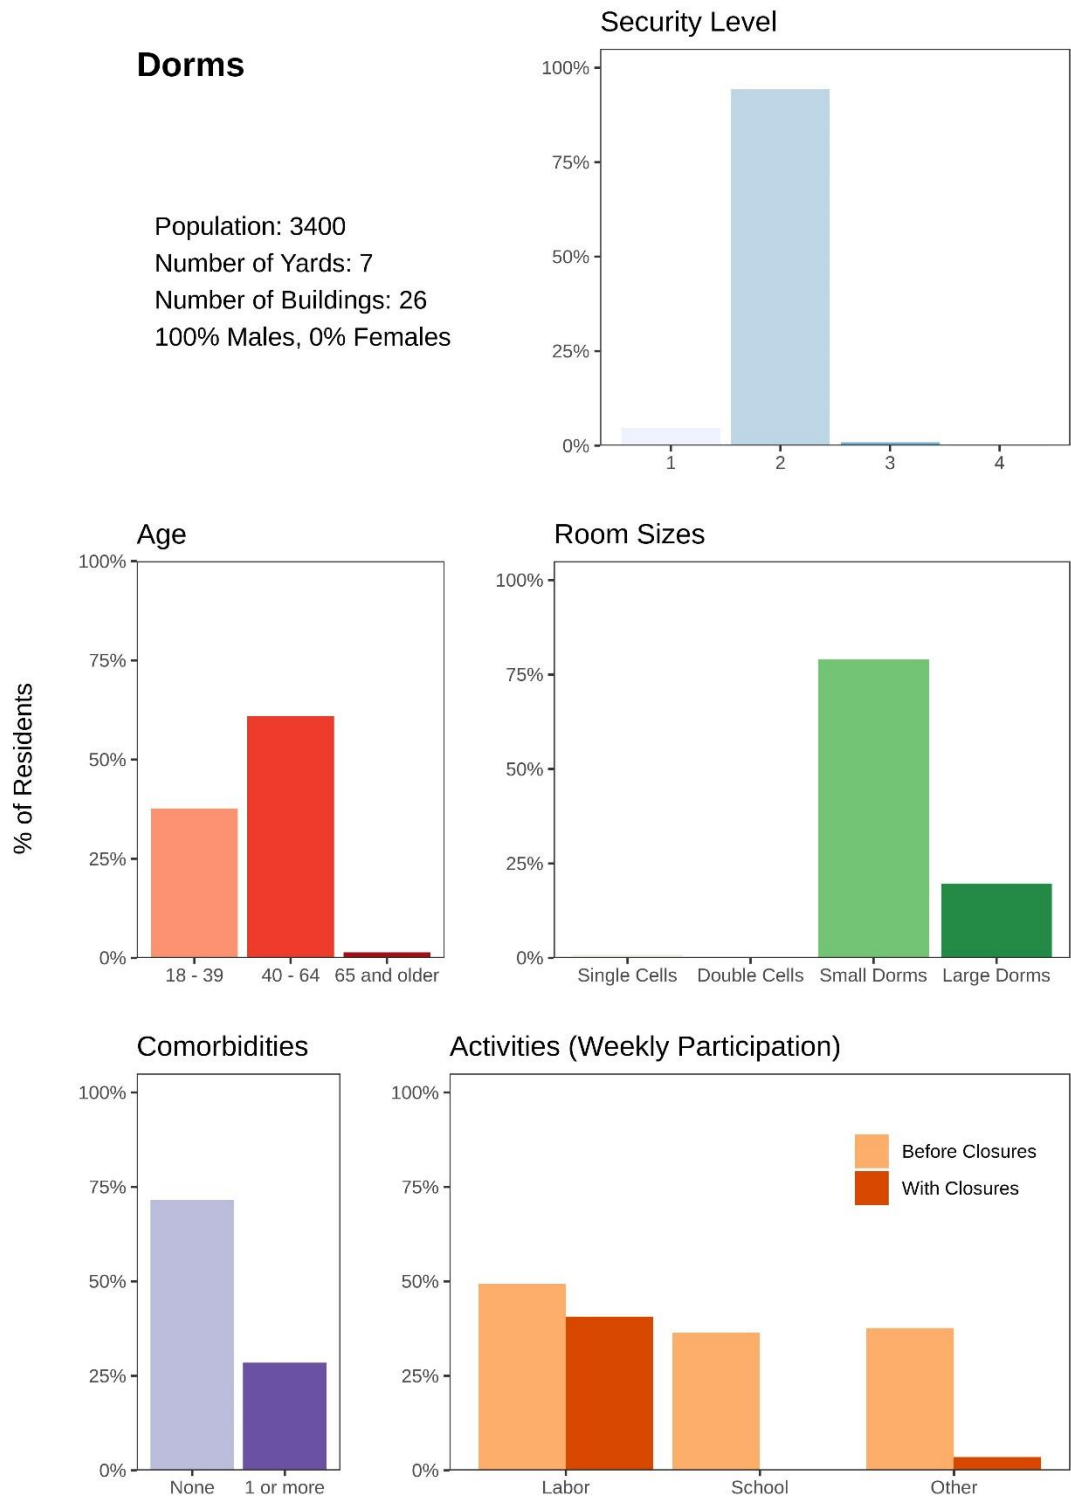 Dorms
Population: 3400
Number of Yards: 7
Number of Buildings: 26
100% Males, 0% Females
Security Level
100%
75%
50%
25%
0%
1 2 3 4
% of Residents
Age
100%
75%
50%
25%
0%
18 - 39 40 - 64 65 and older
Room Sizes
100%
75%
50%
25%
0%
Single Cells Double Cells Small Dorms Large Dorms
Comorbidities
100%
75%
50%
25%
0%
None 1 or more
Activities (Weekly Participation)
100%
75%
50%
25%
0%
Before Closures
With Closures
Labor School Other